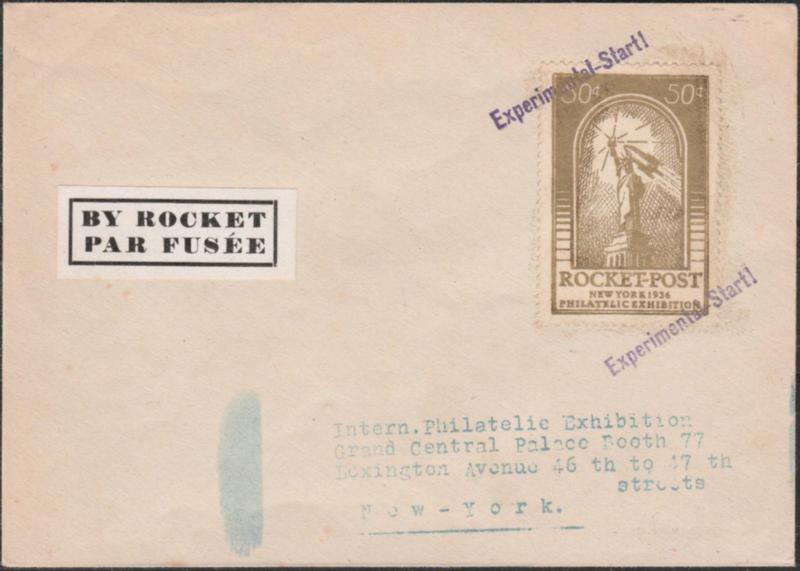 Experimental-Start!
50¢ 50¢
BY ROCKET
PAR FUSÉE
ROCKET-POST
NEW YORK 1936
PHILATELIC EXHIBITION
Experimental-Start!
Intern.Philatelic Exhibition
Grand Central Palace Booth 77
Lexington Avenue 46 th to 47 th
streets
New-York.